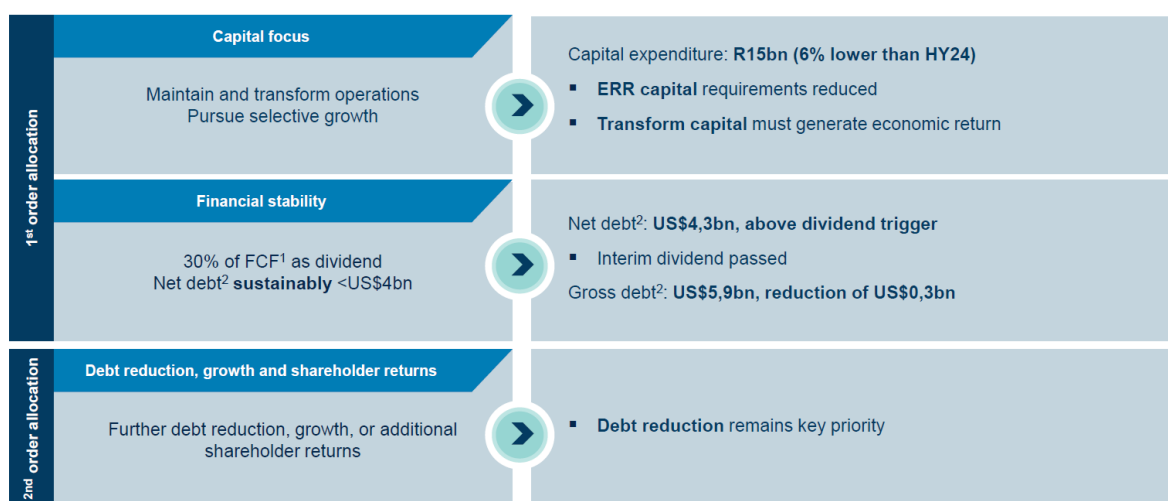 1st order allocation
Capital focus
Maintain and transform operations
Pursue selective growth
Capital expenditure: R15bn (6% lower than HY24)
▪ ERR capital requirements reduced
▪ Transform capital must generate economic return
Financial stability
30% of FCF1 as dividend
Net debt2 sustainably <US$4bn
Net debt2: US$4,3bn, above dividend trigger
▪ Interim dividend passed
Gross debt2: US$5,9bn, reduction of US$0,3bn
2nd order allocation
Debt reduction, growth and shareholder returns
Further debt reduction, growth, or additional
shareholder returns
▪ Debt reduction remains key priority